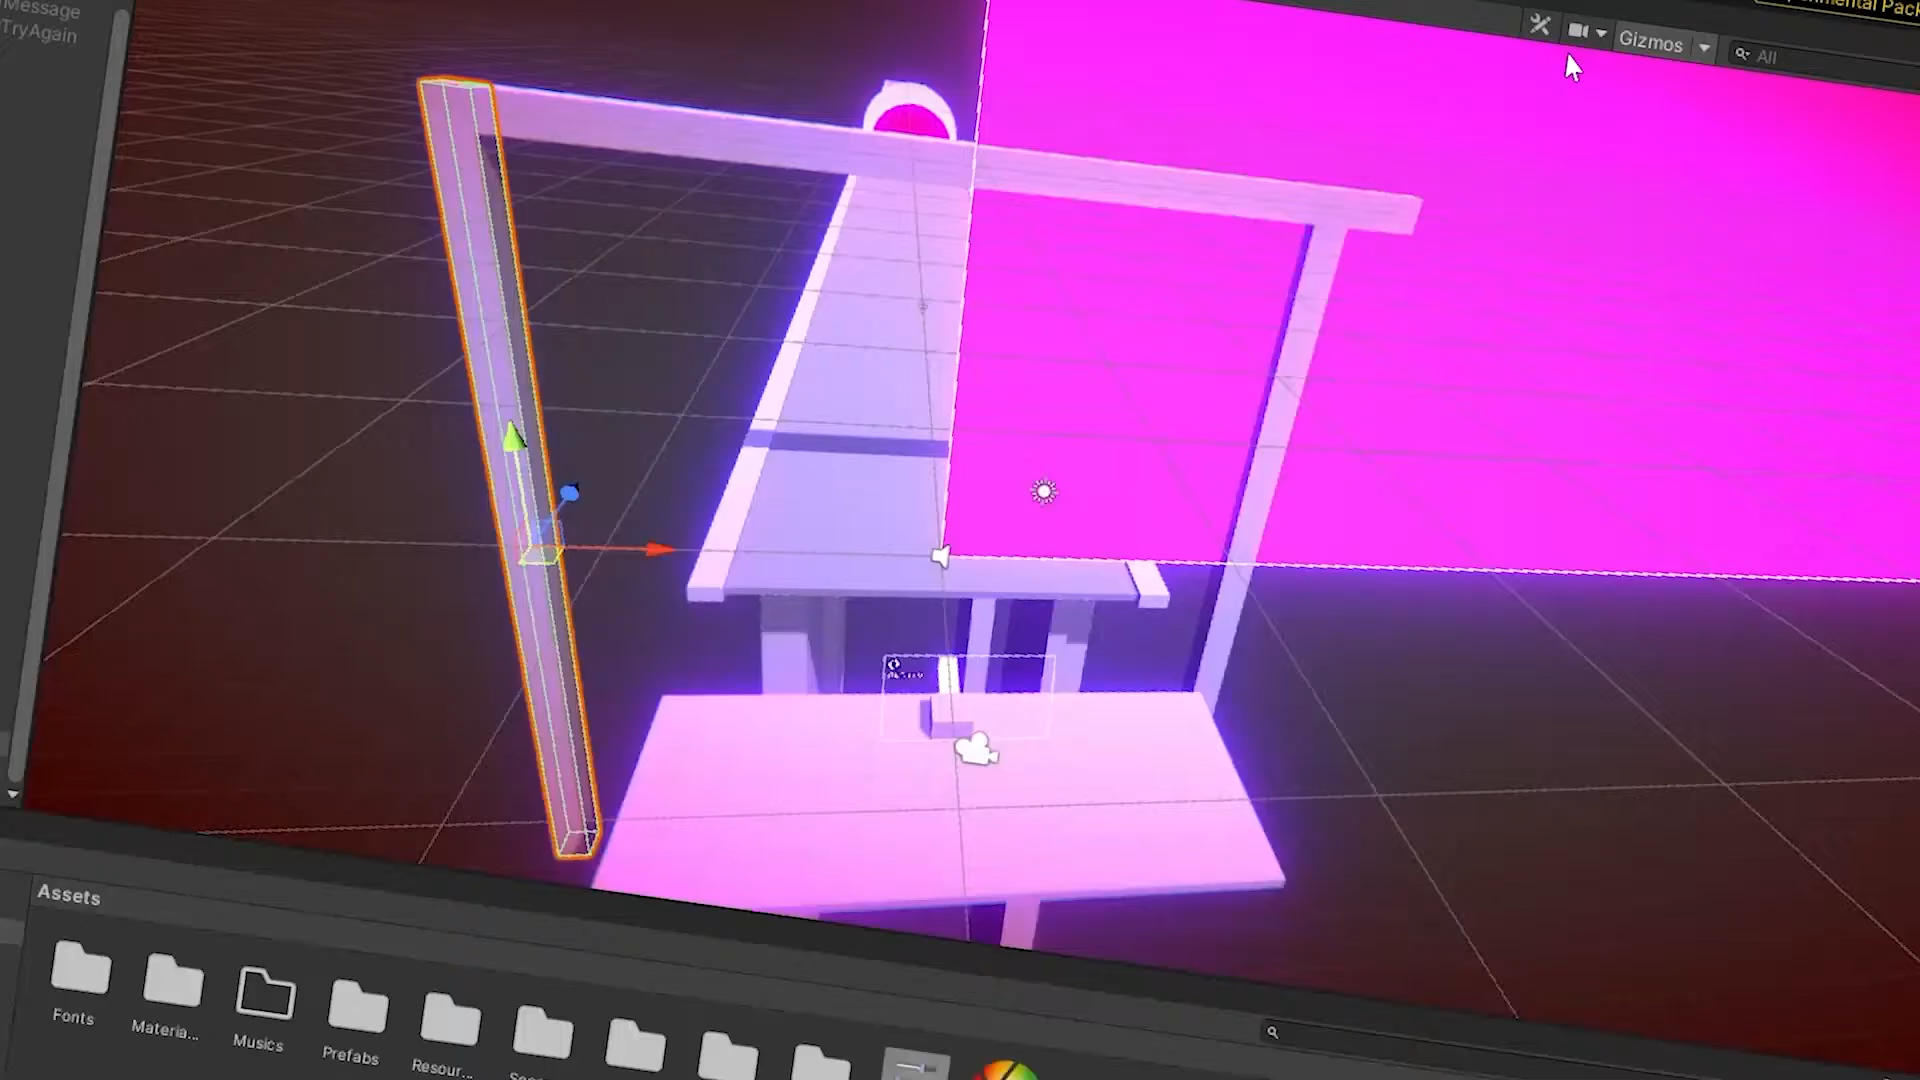 Message
TryAgain
Gizmos
All
Assets
Fonts
Materia...
Musics
Prefabs
Resour...